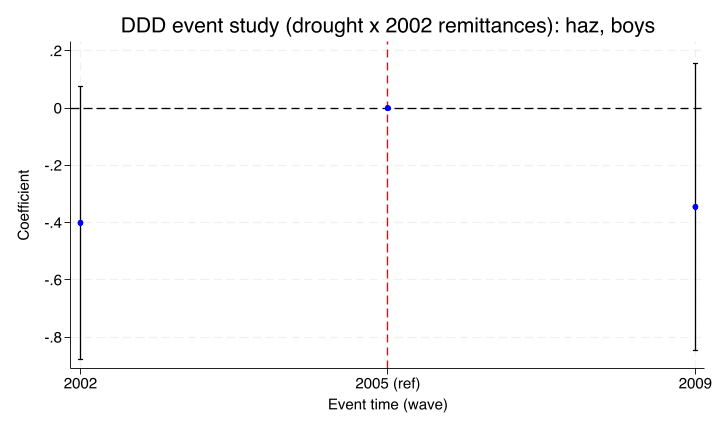 DDD event study (drought x 2002 remittances): haz, boys
.2
0
-.2
-.4
-.6
-.8
Coefficient
2002
2005 (ref)
2009
Event time (wave)